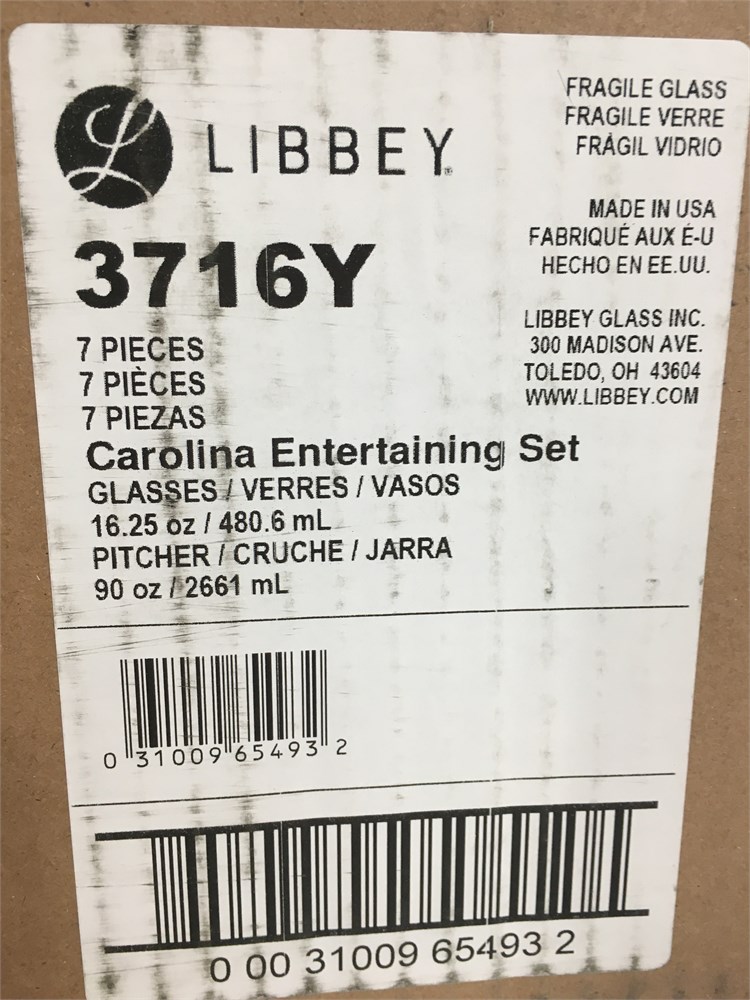 LIBBEY
FRAGILE GLASS
FRAGILE VERRE
FRÁGIL VIDRIO
MADE IN USA
FABRIQUÉ AUX É-U
HECHO EN EE.UU.
LIBBEY GLASS INC.
300 MADISON AVE.
TOLEDO, OH 43604
WWW.LIBBEY.COM
3716Y
7 PIECES
7 PIÈCES
7 PIEZAS
Carolina Entertaining Set
GLASSES / VERRES / VASOS
16.25 oz / 480.6 mL
PITCHER / CRUCHE / JARRA
90 oz / 2661 mL
0 31009 65493 2
0 00 31009 65493 2